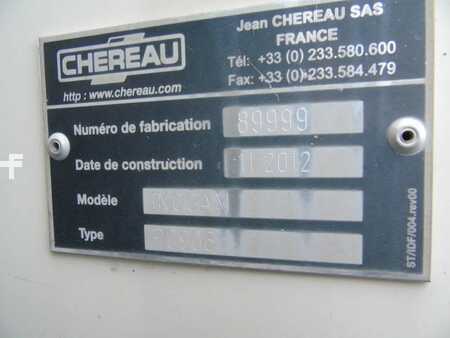 CHEREAU
http : www.chereau.com
Jean CHEREAU SAS
FRANCE
Tél: +33 (0) 233.580.600
Fax: +33 (0) 233.584.479
Numéro de fabrication 89999
Date de construction 11 2012
Modèle
Type
ST/IDF/004.rev00
f